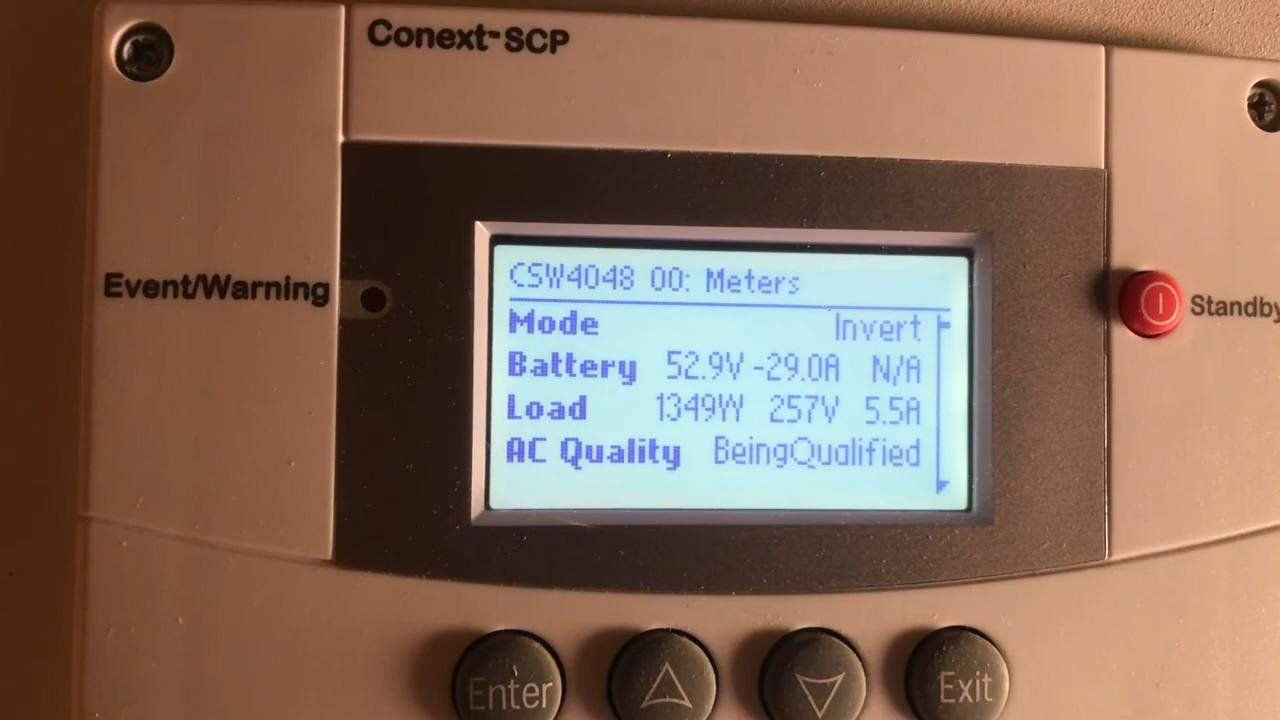 Conext™ SCP
Event/Warning
CSW4048 00: Meters
Mode Invert
Battery 52.9V -29.0A N/A
Load 1349W 257V 5.5A
AC Quality BeingQualified
Standby
Enter
Exit